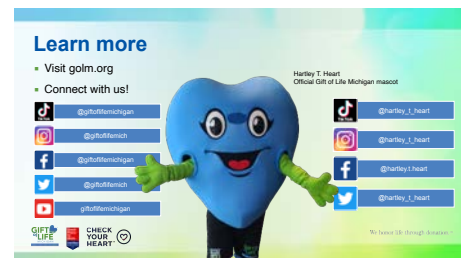 Learn more
▪ Visit golm.org
▪ Connect with us!
@giftoflifemichigan
@giftoflifemich
@giftoflifemichigan
@giftoflifemich
giftoflifemichigan
Hartley T. Heart
Official Gift of Life Michigan mascot
@hartley_t_heart
@hartley_t_heart
@hartley.t.heart
@hartley_t_heart
GIFT
of LIFE
CHECK
YOUR
HEART
We honor life through donation.